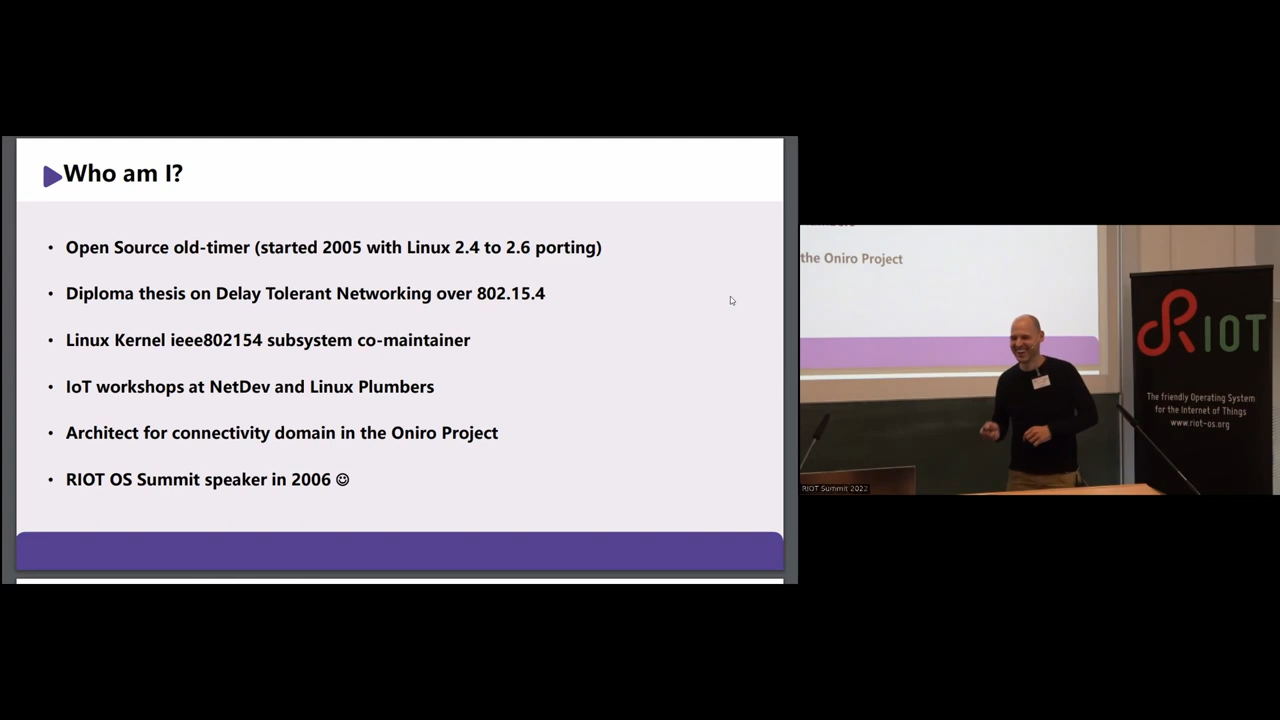 Who am I?
• Open Source old-timer (started 2005 with Linux 2.4 to 2.6 porting)
• Diploma thesis on Delay Tolerant Networking over 802.15.4
• Linux Kernel ieee802154 subsystem co-maintainer
• IoT workshops at NetDev and Linux Plumbers
• Architect for connectivity domain in the Oniro Project
• RIOT OS Summit speaker in 2006 ☺
the Oniro Project
RIOT
The friendly Operating System
for the Internet of Things
www.riot-os.org
RIOT Summit 2022